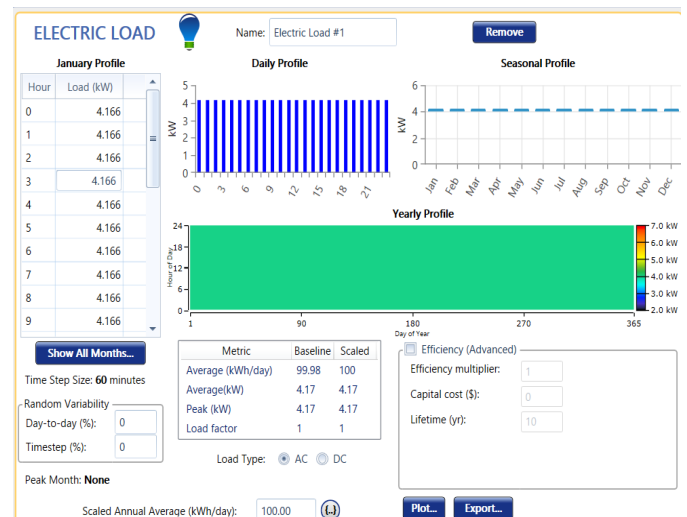 ELECTRIC LOAD
Name: Electric Load #1
Remove
January Profile
Hour Load (kW)
0 4.166
1 4.166
2 4.166
3 4.166
4 4.166
5 4.166
6 4.166
7 4.166
8 4.166
9 4.166
Show All Months...
Time Step Size: 60 minutes
Random Variability
Day-to-day (%): 0
Timestep (%): 0
Peak Month: None
Daily Profile
kW
5
4
3
2
1
0
0 3 6 9 12 15 18 21
Seasonal Profile
kW
6
4
2
0
Jan Feb Mar Apr May Jun Jul Aug Sep Oct Nov Dec
Yearly Profile
Hour of Day
24
18
12
6
0
1 90 180 270 365
Day of Year
7.0 kW
6.0 kW
5.0 kW
4.0 kW
3.0 kW
2.0 kW
Metric Baseline Scaled
Average (kWh/day) 99.98 100
Average(kW) 4.17 4.17
Peak (kW) 4.17 4.17
Load factor 1 1
Load Type: AC DC
Efficiency (Advanced)
Efficiency multiplier: 1
Capital cost ($): 0
Lifetime (yr): 10
Scaled Annual Average (kWh/day): 100.00 {..}
Plot... Export...